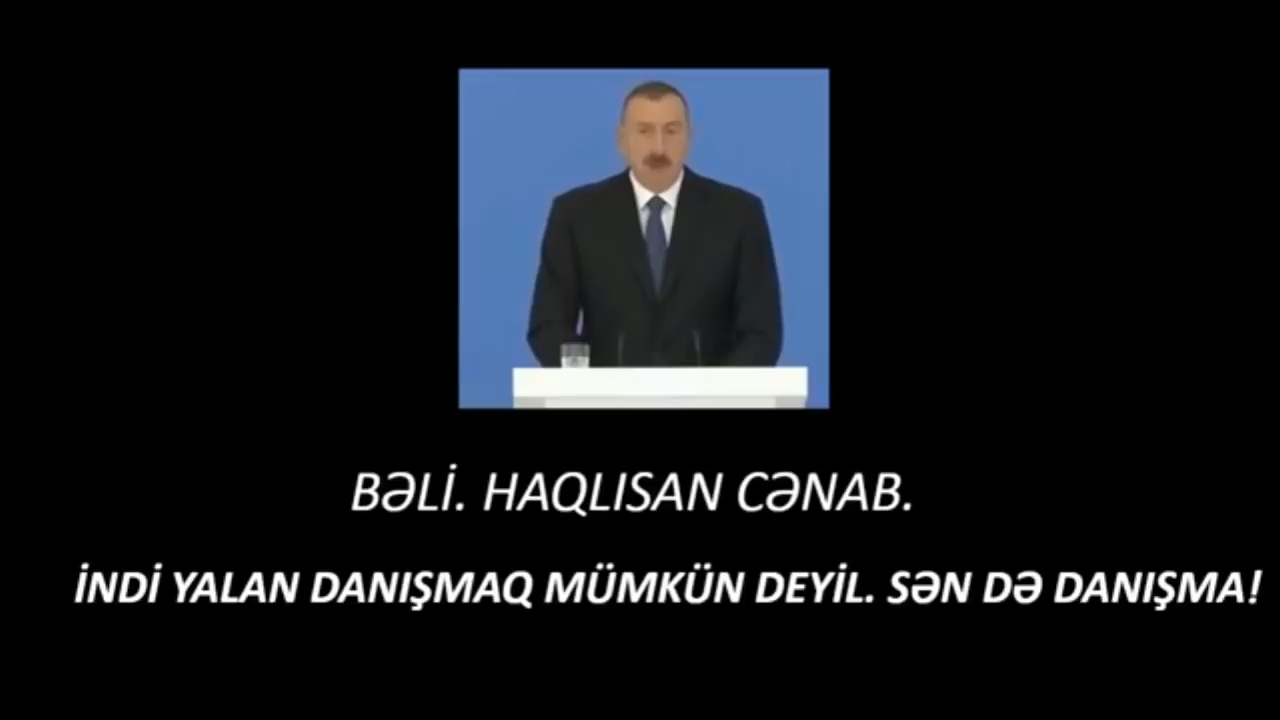 BƏLİ. HAQLISAN CƏNAB.
İNDİ YALAN DANIŞMAQ MÜMKÜN DEYİL. SƏN DƏ DANIŞMA!